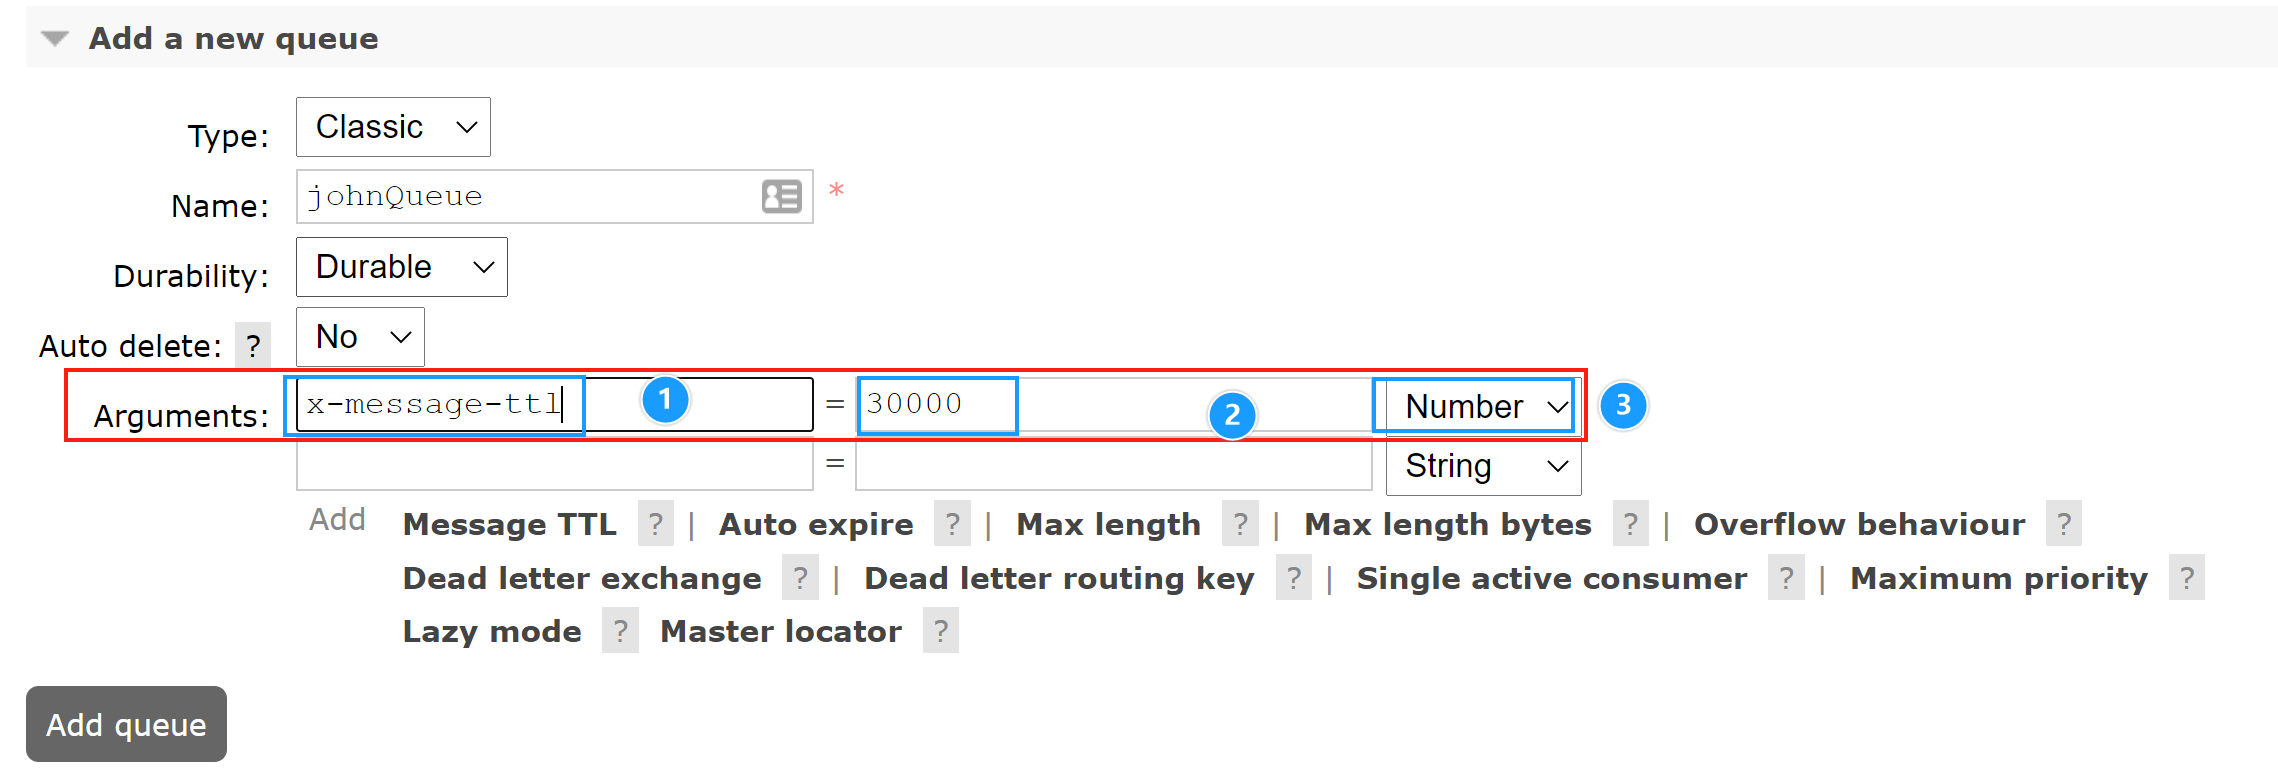 Add a new queue
Type: Classic
Name: johnQueue *
Durability: Durable
Auto delete: ? No
Arguments: x-message-ttl 1 = 30000 2 Number 3
= String
Add Message TTL ? | Auto expire ? | Max length ? | Max length bytes ? | Overflow behaviour ?
Dead letter exchange ? | Dead letter routing key ? | Single active consumer ? | Maximum priority ?
Lazy mode ? Master locator ?
Add queue